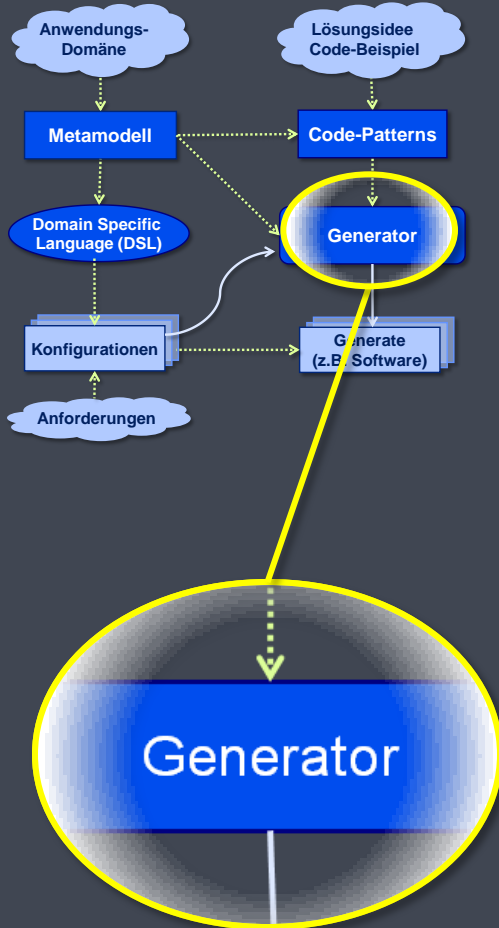 Anwendungs-
Domäne
Lösungsidee
Code-Beispiel
Metamodell
Code-Patterns
Domain Specific
Language (DSL)
Generator
Konfigurationen
Generate
(z.B. Software)
Anforderungen
Generator